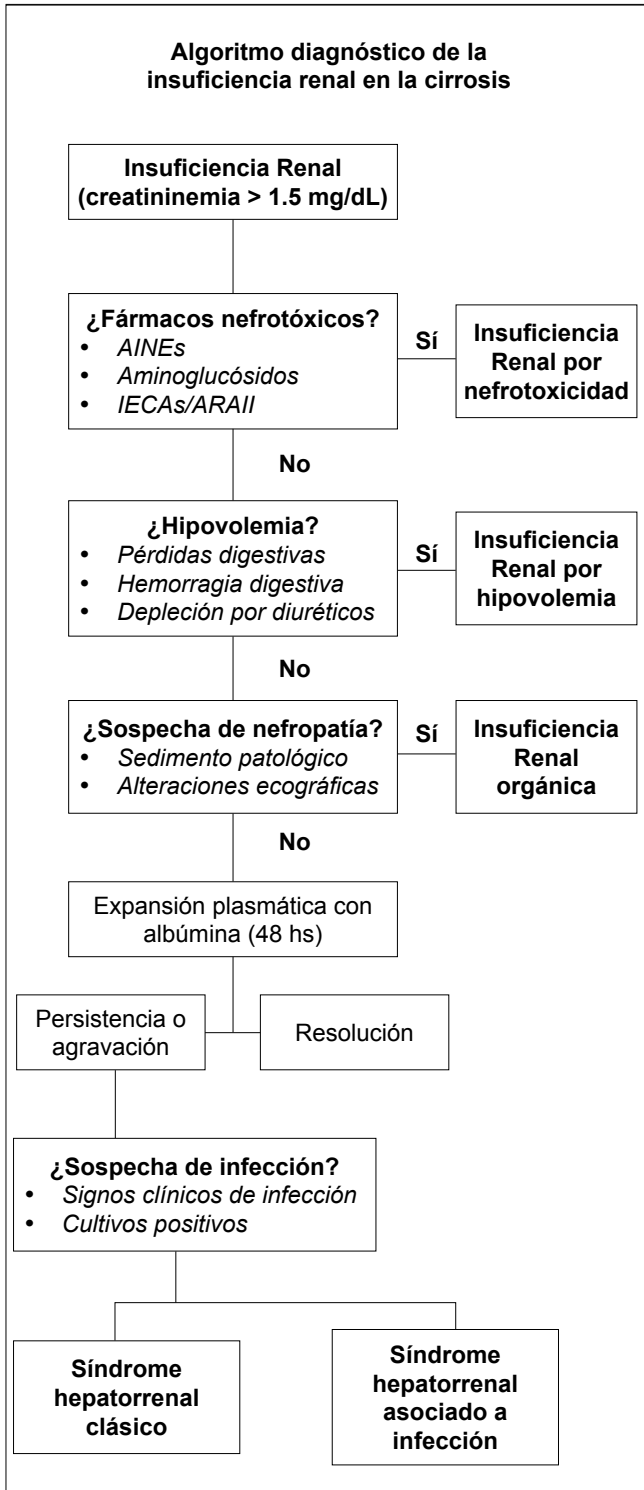 Algoritmo diagnóstico de la
insuficiencia renal en la cirrosis
Insuficiencia Renal
(creatininemia > 1.5 mg/dL)
¿Fármacos nefrotóxicos?
• AINEs
• Aminoglucósidos
• IECAs/ARAII
Sí
Insuficiencia
Renal por
nefrotoxicidad
No
¿Hipovolemia?
• Pérdidas digestivas
• Hemorragia digestiva
• Depleción por diuréticos
Sí
Insuficiencia
Renal por
hipovolemia
No
¿Sospecha de nefropatía?
• Sedimento patológico
• Alteraciones ecográficas
Sí
Insuficiencia
Renal
orgánica
No
Expansión plasmática con
albúmina (48 hs)
Persistencia o
agravación
Resolución
¿Sospecha de infección?
• Signos clínicos de infección
• Cultivos positivos
Síndrome
hepatorrenal
clásico
Síndrome
hepatorrenal
asociado a
infección